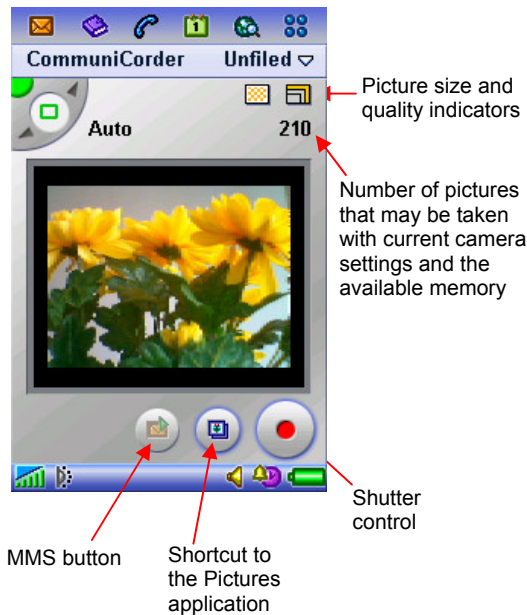 1
CommuniCorder Unfiled
Auto
210
Picture size and
quality indicators
Number of pictures
that may be taken
with current camera
settings and the
available memory
Shutter
control
MMS button
Shortcut to
the Pictures
application